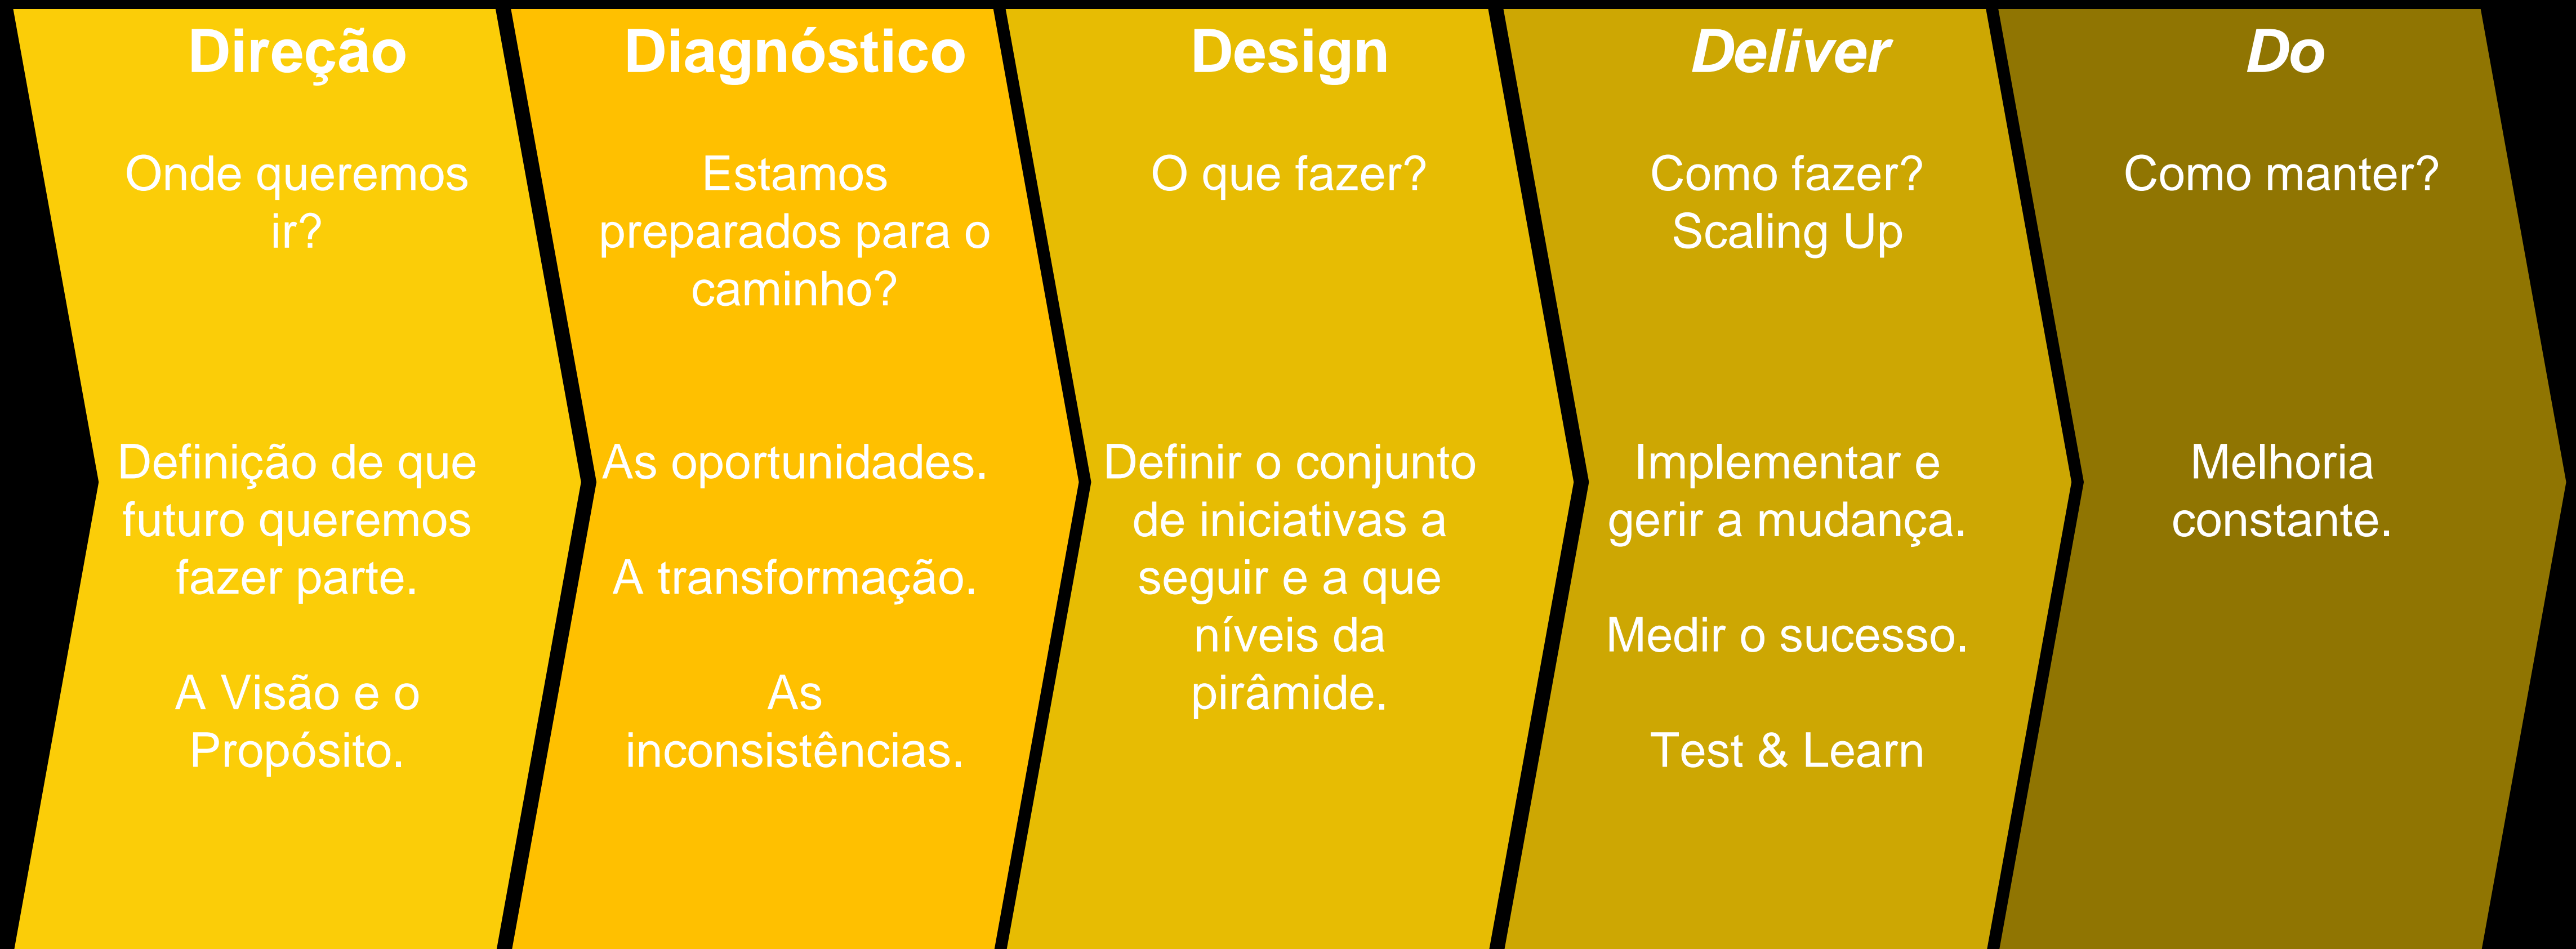 Direção
Onde queremos
ir?
Definição de que
futuro queremos
fazer parte.
A Visão e o
Propósito.
Diagnóstico
Estamos
preparados para o
caminho?
As oportunidades.
A transformação.
As
inconsistências.
Design
O que fazer?
Definir o conjunto
de iniciativas a
seguir e a que
níveis da
pirâmide.
Deliver
Como fazer?
Scaling Up
Implementar e
gerir a mudança.
Medir o sucesso.
Test & Learn
Do
Como manter?
Melhoria
constante.